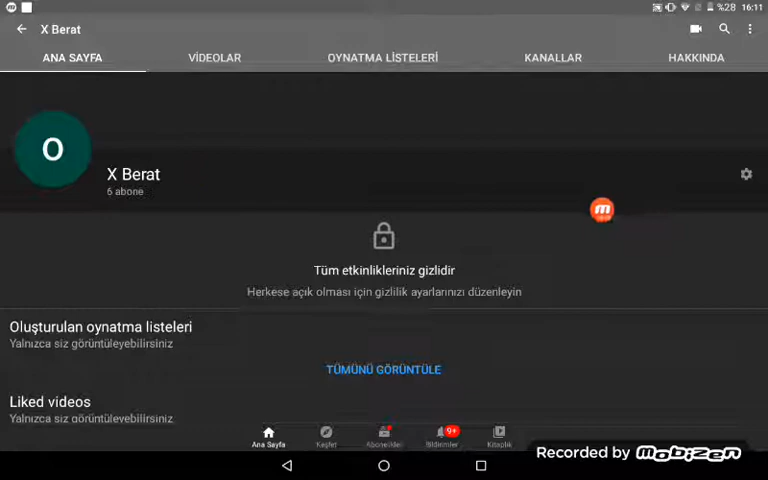 %28 16:11
X Berat
ANA SAYFA
VİDEOLAR
OYNATMA LİSTELERİ
KANALLAR
HAKKINDA
O
X Berat
6 abone
m
Tüm etkinlikleriniz gizlidir
Herkese açık olması için gizlilik ayarlarınızı düzenleyin
Oluşturulan oynatma listeleri
Yalnızca siz görüntüleyebilirsiniz
TÜMÜNÜ GÖRÜNTÜLE
Liked videos
Yalnızca siz görüntüleyebilirsiniz
9+
Ana Sayfa
Keşfet
Abonelikler
Bildirimler
Kitaplık
Recorded by mobizen